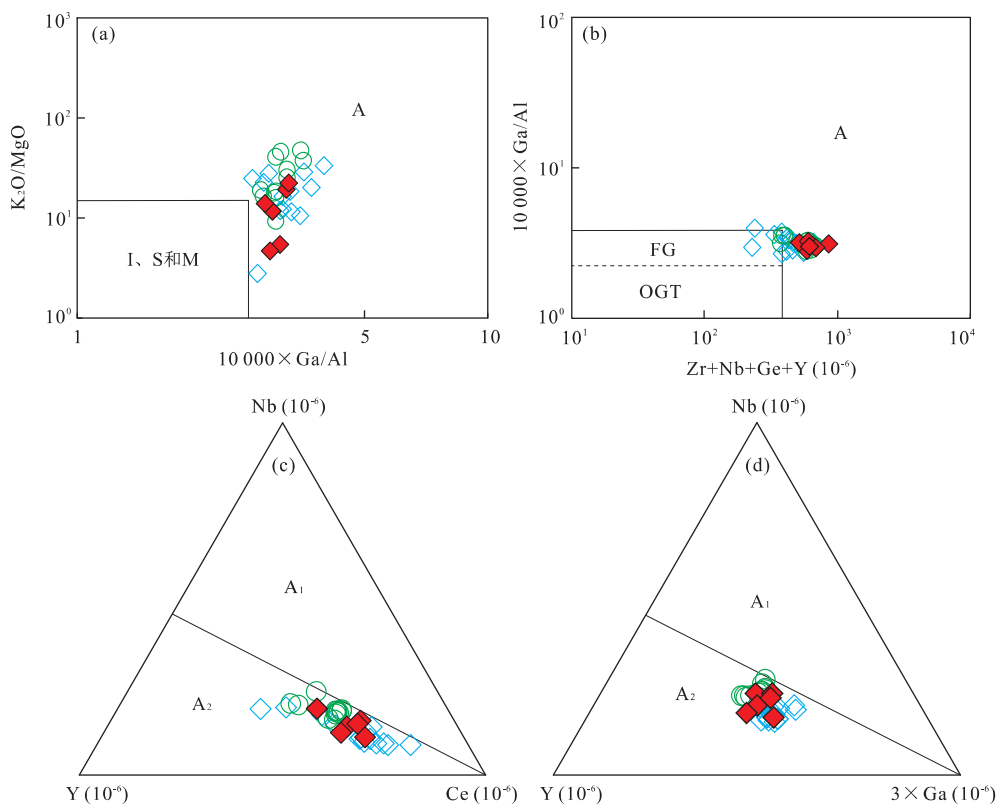 (a)
10³
10²
10¹
10⁰
K₂O/MgO
A
I、S和M
1
5
10
10 000×Ga/Al
(b)
10²
10¹
10⁰
10 000×Ga/Al
A
FG
OGT
10¹
10²
10³
10⁴
Zr+Nb+Ge+Y (10⁻⁶)
Nb (10⁻⁶)
(c)
A₁
A₂
Y (10⁻⁶)
Ce (10⁻⁶)
Nb (10⁻⁶)
(d)
A₁
A₂
Y (10⁻⁶)
3×Ga (10⁻⁶)